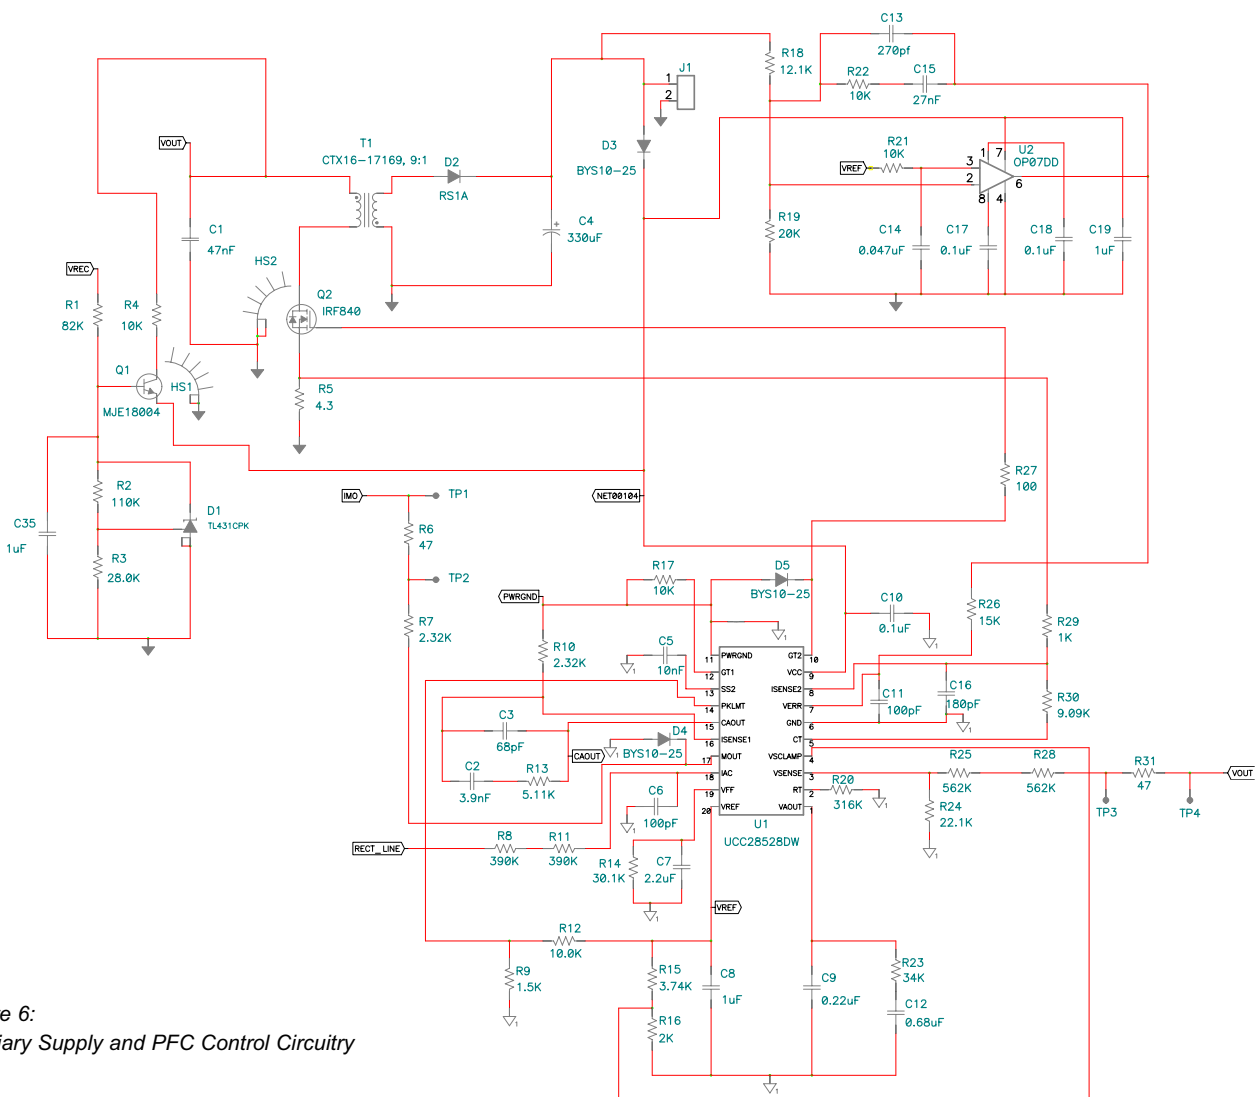 C13
270pf
R18
12.1K
R22
10K
C15
27nF
J1
1
2
VOUT
T1
CTX16-17169, 9:1
D2
RS1A
D3
BYS10-25
R21
10K
VREF
1 7
U2
OP07DD
3
2
6
8 4
C1
47nF
C4
330uF
R19
20K
C14
0.047uF
C17
0.1uF
C18
0.1uF
C19
1uF
VREC
HS2
R1
82K
R4
10K
Q2
IRF840
Q1
HS1
MJE18004
R5
4.3
R2
110K
R27
100
IMO
TP1
NET00104
C35
1uF
D1
TL431CPK
R6
47
R3
28.0K
TP2
R17
10K
D5
BYS10-25
PWRGND
C10
0.1uF
R26
15K
R7
2.32K
R29
1K
R10
2.32K
C5
10nF
11 PWRGND GT2 10
12 GT1 VCC 9
13 SS2 ISENSE2 8
14 PKLMT VERR 7
15 CAOUT GND 6
16 ISENSE1 CT 5
17 MOUT VSCLAMP 4
18 IAC VSENSE 3
19 VFF RT 2
20 VREF VAOUT 1
U1
UCC28528DW
C11
100pF
C16
180pF
R30
9.09K
C3
68pF
D4
BYS10-25
CAOUT
C2
3.9nF
R13
5.11K
R25
562K
R28
562K
R31
47
VOUT
R20
316K
TP3
TP4
C6
100pF
R24
22.1K
RECT_LINE
R8
390K
R11
390K
R14
30.1K
C7
2.2uF
VREF
R12
10.0K
R9
1.5K
R15
3.74K
C8
1uF
C9
0.22uF
R23
34K
R16
2K
C12
0.68uF
1
1
1
1
1
1
1
1
1
1
1
e 6:
iary Supply and PFC Control Circuitry